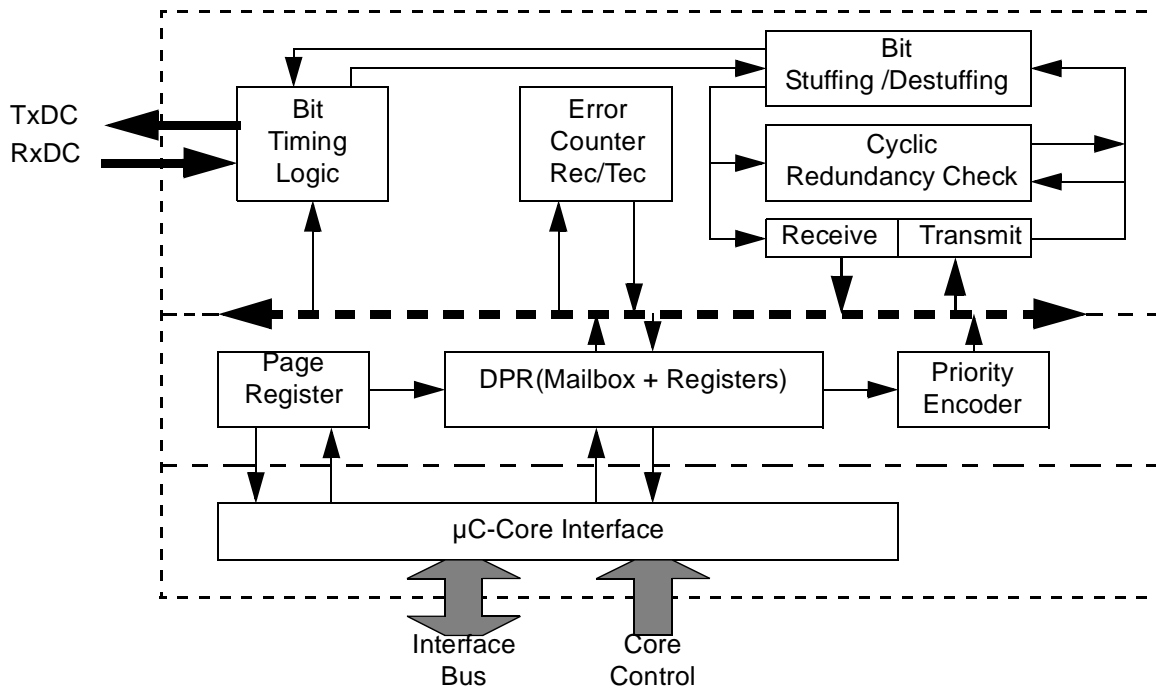 Bit
Stuffing /Destuffing
TxDC
RxDC
Bit
Timing
Logic
Error
Counter
Rec/Tec
Cyclic
Redundancy Check
Receive
Transmit
Page
Register
DPR(Mailbox + Registers)
Priority
Encoder
µC-Core Interface
Interface
Bus
Core
Control